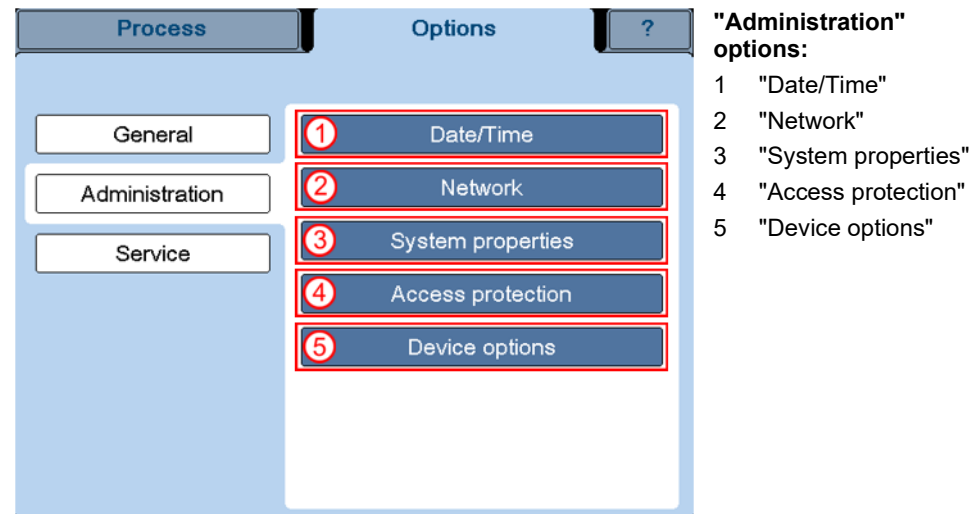 Process
Options
?
General
Administration
Service
1 Date/Time
2 Network
3 System properties
4 Access protection
5 Device options
"Administration"
options:
1 "Date/Time"
2 "Network"
3 "System properties"
4 "Access protection"
5 "Device options"